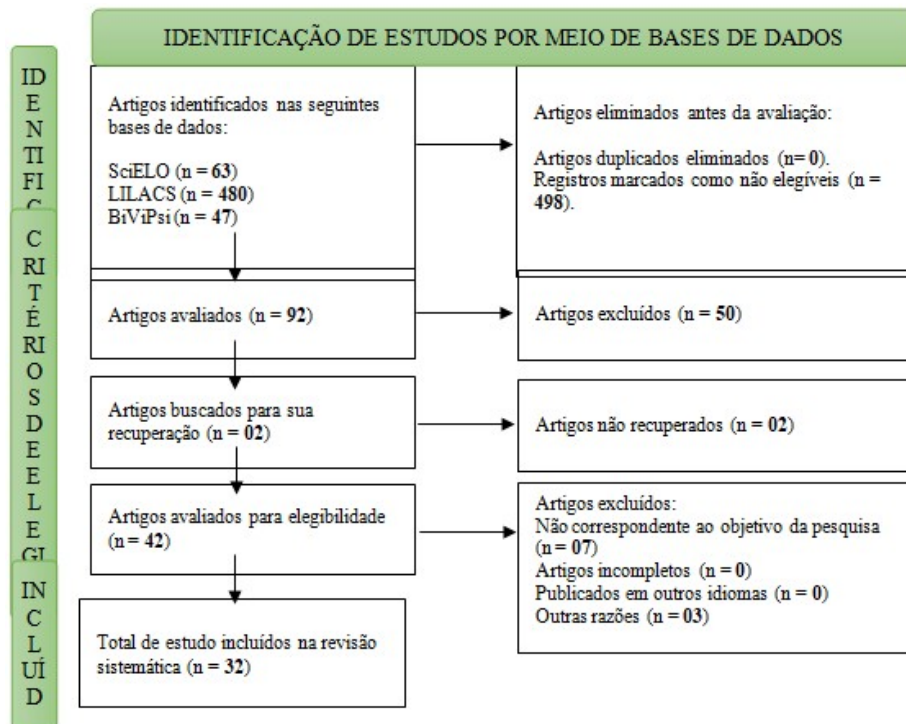 IDENTIFICAÇÃO DE ESTUDOS POR MEIO DE BASES DE DADOS
ID
E
N
TI
FI
C
Artigos identificados nas seguintes
bases de dados:
SciELO (n = 63)
LILACS (n = 480)
BiViPsi (n = 47)
Artigos eliminados antes da avaliação:
Artigos duplicados eliminados (n= 0).
Registros marcados como não elegíveis (n =
498).
C
RI
T
É
RI
O
S
D
E
E
L
E
GI
Artigos avaliados (n = 92)
Artigos excluídos (n = 50)
Artigos buscados para sua
recuperação (n = 02)
Artigos não recuperados (n = 02)
Artigos avaliados para elegibilidade
(n = 42)
Artigos excluídos:
Não correspondente ao objetivo da pesquisa
(n = 07)
Artigos incompletos (n = 0)
Publicados em outros idiomas (n = 0)
Outras razões (n = 03)
IN
C
L
UÍ
D
Total de estudo incluídos na revisão
sistemática (n = 32)